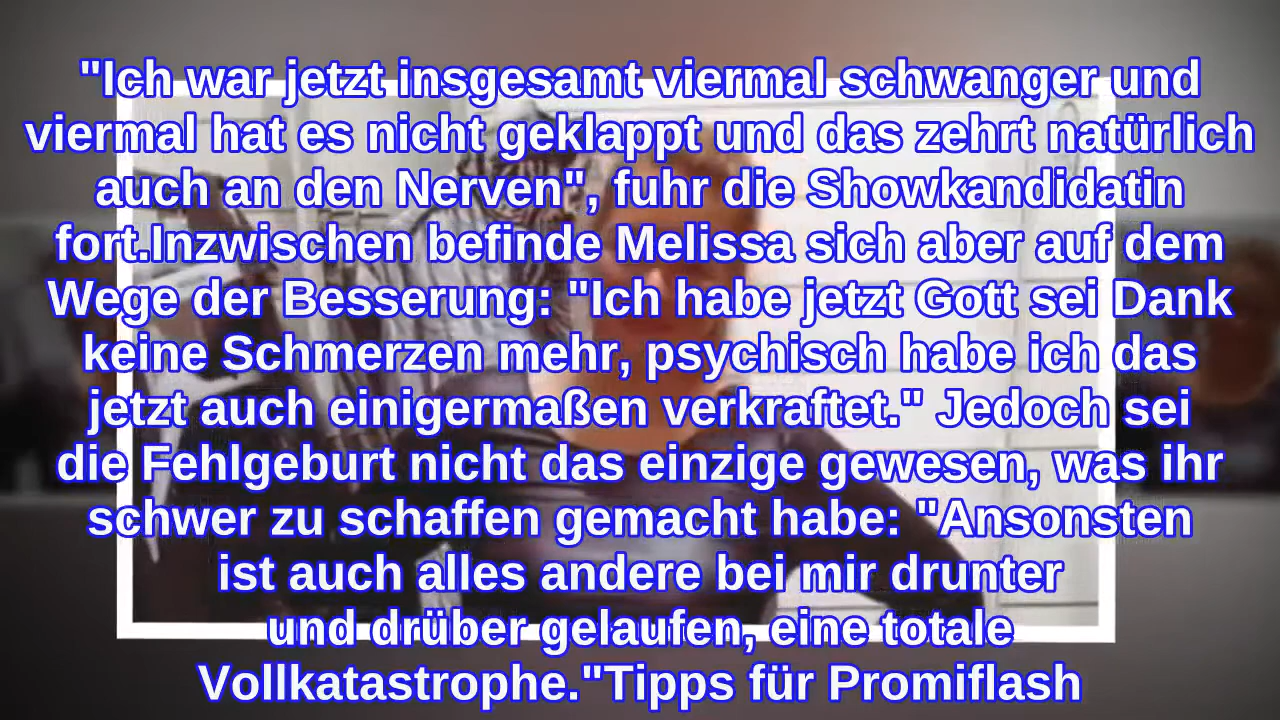 "Ich war jetzt insgesamt viermal schwanger und
viermal hat es nicht geklappt und das zehrt natürlich
auch an den Nerven", fuhr die Showkandidatin
fort.Inzwischen befinde Melissa sich aber auf dem
Wege der Besserung: "Ich habe jetzt Gott sei Dank
keine Schmerzen mehr, psychisch habe ich das
jetzt auch einigermaßen verkraftet." Jedoch sei
die Fehlgeburt nicht das einzige gewesen, was ihr
schwer zu schaffen gemacht habe: "Ansonsten
ist auch alles andere bei mir drunter
und drüber gelaufen, eine totale
Vollkatastrophe."Tipps für Promiflash